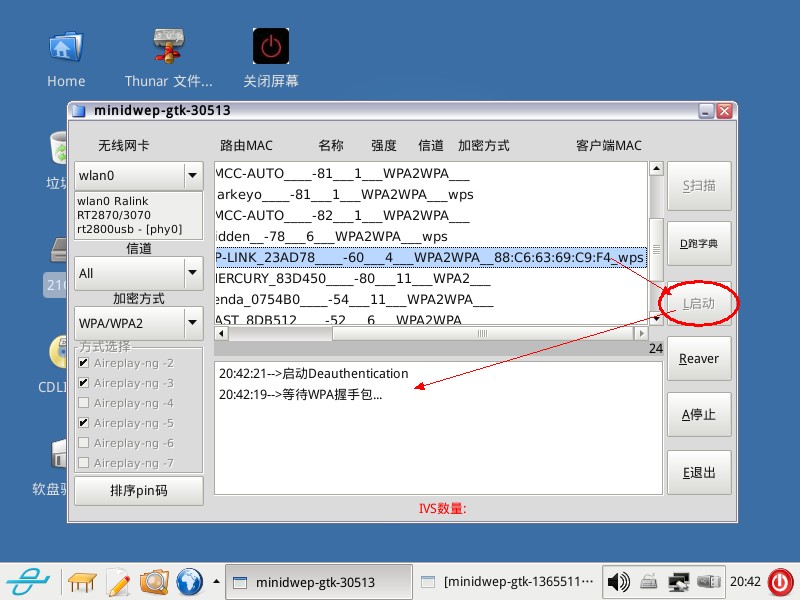 Home
Thunar 文件...
关闭屏幕
垃圾
CDLI
软盘
minidwep-gtk-30513
无线网卡
路由MAC 名称 强度 信道 加密方式 客户端MAC
wlan0
wlan0 Ralink
RT2870/3070
rt2800usb - [phy0]
信道
All
加密方式
WPA/WPA2
方式选择
Aireplay-ng -2
Aireplay-ng -3
Aireplay-ng -4
Aireplay-ng -5
Aireplay-ng -6
Aireplay-ng -7
排序pin码
MCC-AUTO____-81___1___WPA2WPA___
arkeyo____-81___1___WPA2WPA___wps
MCC-AUTO____-82___1___WPA2WPA___
idden__-78___6___WPA2WPA___wps
P-LINK_23AD78____-60___4___WPA2WPA__88:C6:63:69:C9:F4_wps
MERCURY_83D450____-80___11___WPA2___
enda_0754B0____-54___11___WPA2WPA___
AST_8DB512____-52___6___WPA2WPA
24
20:42:21-->启动Deauthentication
20:42:19-->等待WPA握手包...
IVS数量:
S扫描
D跑字典
L启动
Reaver
A停止
E退出
minidwep-gtk-30513
[minidwep-gtk-1365511···
20:42